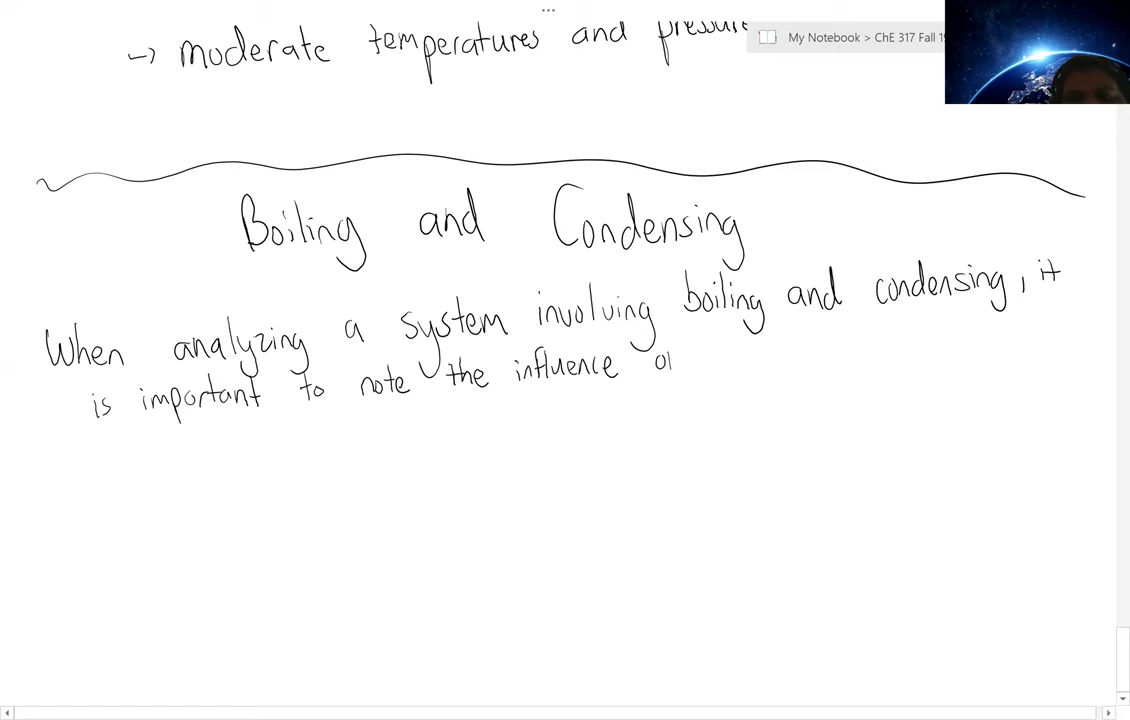 ↳ moderate temperatures and pressure
My Notebook > ChE 317 Fall 19
Boiling and Condensing
When analyzing a system involving boiling and condensing, it
is important to note the influence